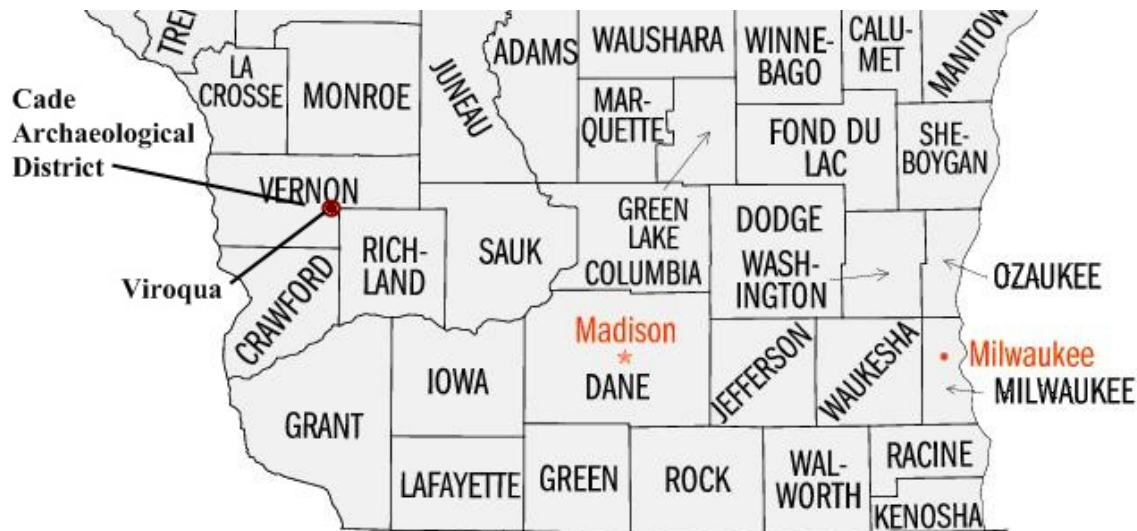 TRE
LA
CROSSE
MONROE
JUNEAU
ADAMS
WAUSHARA
WINNE-
BAGO
CALU-
MET
MANITOW
Cade
Archaeological
District
MAR-
QUETTE
FOND DU
LAC
SHE-
BOYGAN
VERNON
Viroqua
RICH-
LAND
SAUK
GREEN
LAKE
COLUMBIA
DODGE
WASH-
INGTON
OZAUKEE
CRAWFORD
Madison
*
DANE
JEFFERSON
WAUKESHA
Milwaukee
MILWAUKEE
IOWA
GRANT
LAFAYETTE
GREEN
ROCK
WAL-
WORTH
RACINE
KENOSHA